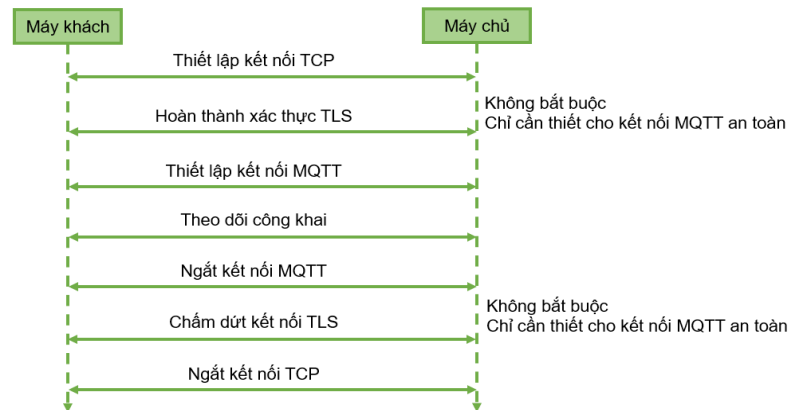 Máy khách
Máy chủ
Thiết lập kết nối TCP
Không bắt buộc
Chỉ cần thiết cho kết nối MQTT an toàn
Hoàn thành xác thực TLS
Thiết lập kết nối MQTT
Theo dõi công khai
Ngắt kết nối MQTT
Không bắt buộc
Chỉ cần thiết cho kết nối MQTT an toàn
Chấm dứt kết nối TLS
Ngắt kết nối TCP